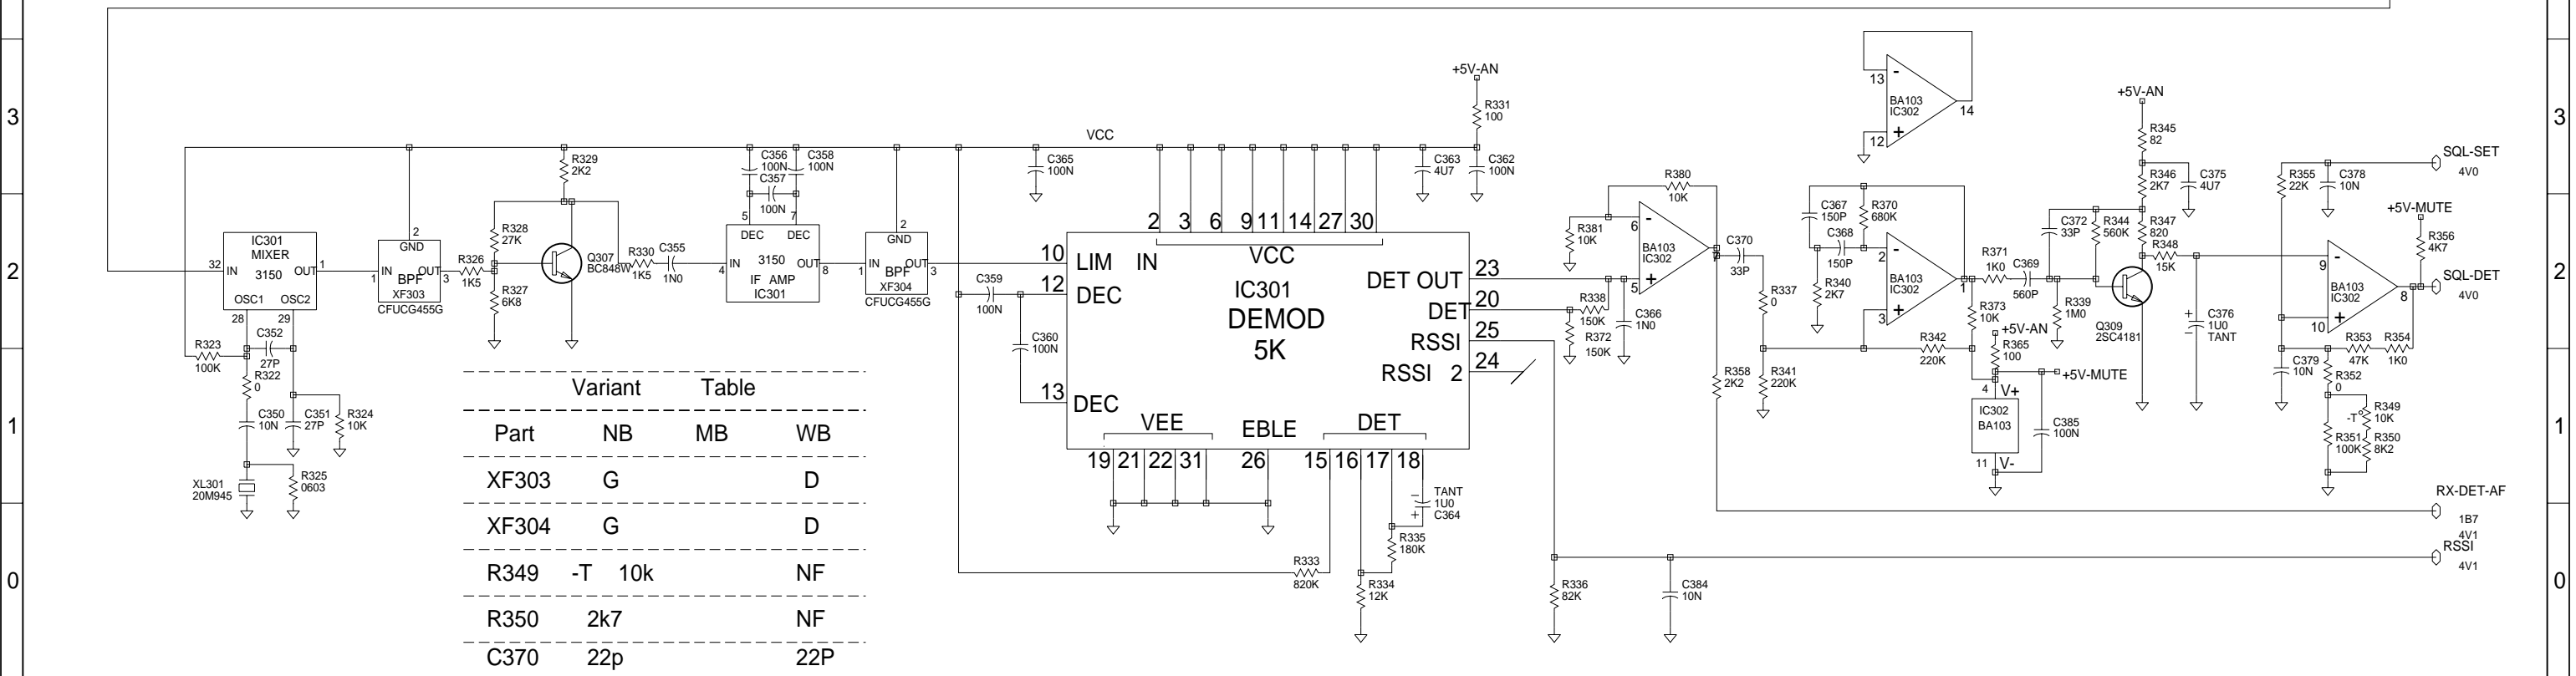 +5V-AN
R331
100
VCC
13
-
BA103
IC302
14
+
12
+5V-AN
R345
82
SQL-SET
4V0
3
3
R329
2K2
C356
100N
C358
100N
C357
100N
C365
100N
C363
4U7
C362
100N
R380
10K
R346
2K7
C375
4U7
R355
22K
C378
10N
+5V-MUTE
R356
4K7
IC301
MIXER
3150
32
IN
OUT
1
OSC1
OSC2
28
29
2
GND
IN
OUT
BPF
XF303
1
3
CFUCG455G
R326
1K5
R328
27K
R327
6K8
Q307
BC848W
R330
1K5
C355
1N0
5
7
DEC
DEC
3150
IN
OUT
4
8
IF AMP
IC301
2
GND
IN
OUT
BPF
XF304
1
3
CFUCG455G
2
3
6
9
11
14
27
30
VCC
10
LIM IN
12
DEC
13
DEC
IC301
DEMOD
5K
DET OUT
23
DET
20
RSSI
25
RSSI 2
24
VEE
EBLE
DET
19
21
22
31
26
15
16
17
18
C359
100N
C360
100N
R381
10K
6
-
BA103
IC302
7
+
5
C370
33P
R338
150K
R372
150K
C366
1N0
R337
0
R358
2K2
R341
220K
C367
150P
R370
680K
C368
150P
R340
2K7
2
-
BA103
IC302
1
+
3
R342
220K
R371
1K0
C369
560P
R373
10K
+5V-AN
R365
100
+5V-MUTE
4
V+
IC302
BA103
11
V-
C385
100N
C372
33P
R344
560K
R347
820
R348
15K
R339
1M0
Q309
2SC4181
+
-
C376
1U0
TANT
9
-
BA103
IC302
8
+
10
SQL-DET
4V0
R353
47K
R354
1K0
C379
10N
R352
0
-T°
R349
10K
R351
100K
R350
8K2
2
2
R323
100K
C352
27P
R322
0
C350
10N
C351
27P
R324
10K
XL301
20M945
R325
0603
1
1
Variant Table
Part NB MB WB
XF303 G D
XF304 G D
R349 -T 10k NF
R350 2k7 NF
C370 22p 22P
-
+
TANT
1U0
C364
R335
180K
R333
820K
R334
12K
R336
82K
C384
10N
RX-DET-AF
1B7
4V1
RSSI
4V1
0
0